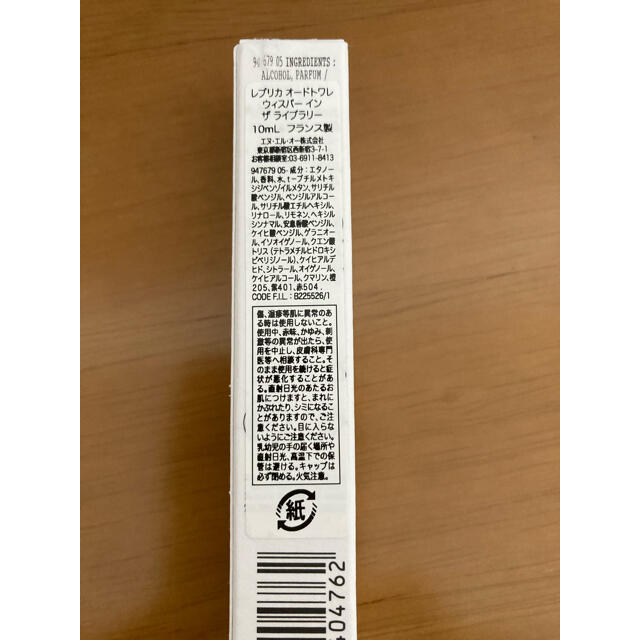 94679 05 INGREDIENTS :
ALCOHOL, PARFUM /
レプリカ オードトワレ
ウィスパー イン
ザ ライブラリー
10mL フランス製
エヌ・エル・オー株式会社
東京都新宿区西新宿3-7-1
お客様相談室:03-6911-8413
947679 05- 成分 : エタノー
ル、香料、水、t-ブチルメトキ
シジベンゾイルメタン、サリチル
酸ベンジル、ベンジルアルコー
ル、サリチル酸エチルヘキシル、
リナロール、リモネン、ヘキシル
シンナマル、安息香酸ベンジル、
ケイヒ酸ベンジル、ゲラニオー
ル、イソオイゲノール、クエン酸
トリス(テトラメチルヒドロキシ
ピペリジノール)、ケイヒアルデ
ヒド、シトラール、オイゲノール、
ケイヒアルコール、クマリン、橙
205、紫401、赤504 .
CODE F.I.L. : B225526/1
傷、湿疹等肌に異常のあ
る時は使用しないこと。
使用中、赤味、かゆみ、刺
激等の異常が出たら、使
用を中止し、皮膚科専門
医等へ相談すること。そ
のまま使用を続けると症
状が悪化することがあ
る。直射日光のあたるお
肌につけますと、まれに
かぶれたり、シミになるこ
とがありますので、ご注
意ください。目に入らな
いようにご注意ください。
乳幼児の手の届く場所や
直射日光、高温下での保
管は避ける。キャップは
必ず閉める。火気注意。
紙
404762